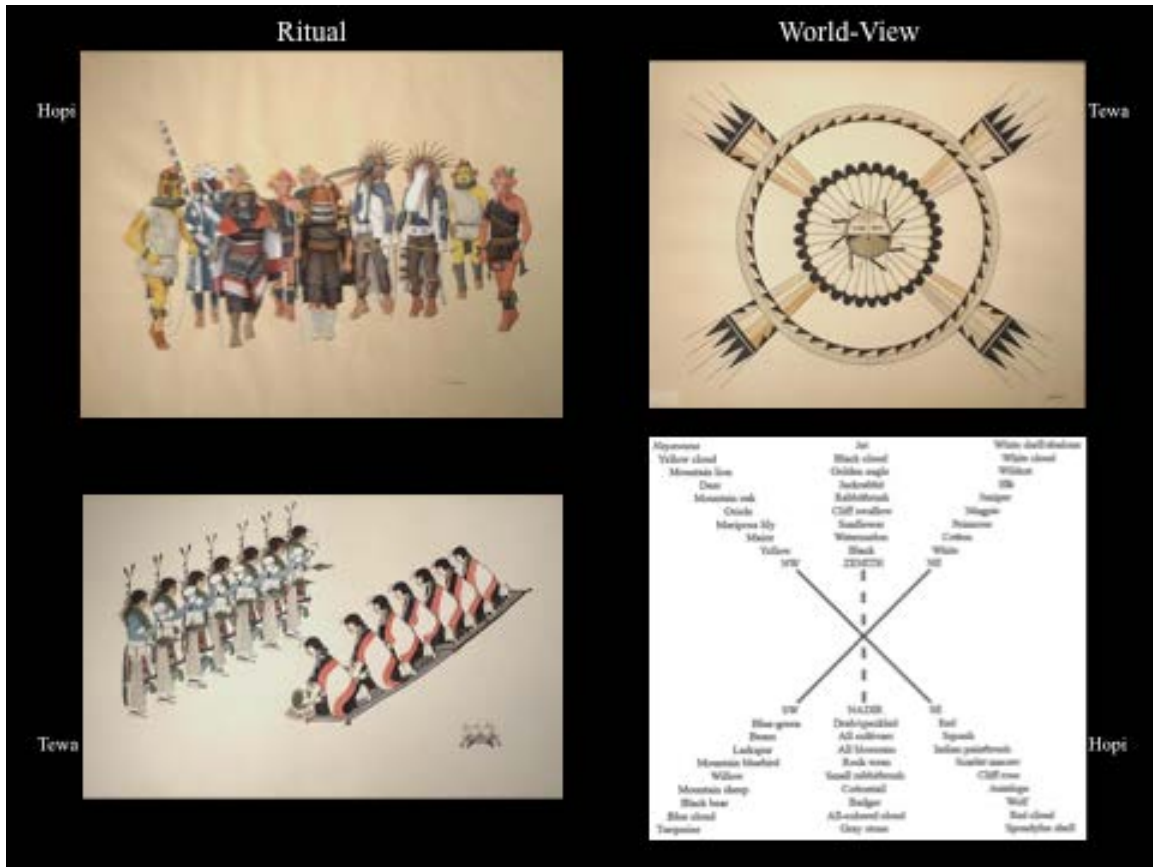 Ritual
World-View
Hopi
Tewa
White shell/abalone
Yellow cloud
Black cloud
White cloud
Mountain lion
Golden eagle
Wildcat
Deer
Jackrabbit
Elk
Mountain oak
Rabbitbrush
Juniper
Oriole
Cliff swallow
Magpie
Mariposa lily
Sunflower
Primrose
Maize
Watermelon
Cotton
Yellow
Black
White
NW
ZENITH
NE
SW
NADIR
SE
Blue-green
Red
Beans
All cultivars
Squash
Larkspur
All blossoms
Indian paintbrush
Mountain bluebird
Rock wren
Scarlet macaw
Willow
Small rabbitbrush
Cliff rose
Mountain sheep
Cottontail
Antelope
Black bear
Badger
Wolf
Blue cloud
All-colored cloud
Red cloud
Turquoise
Gray stone
Spondylus shell
Tewa
Hopi